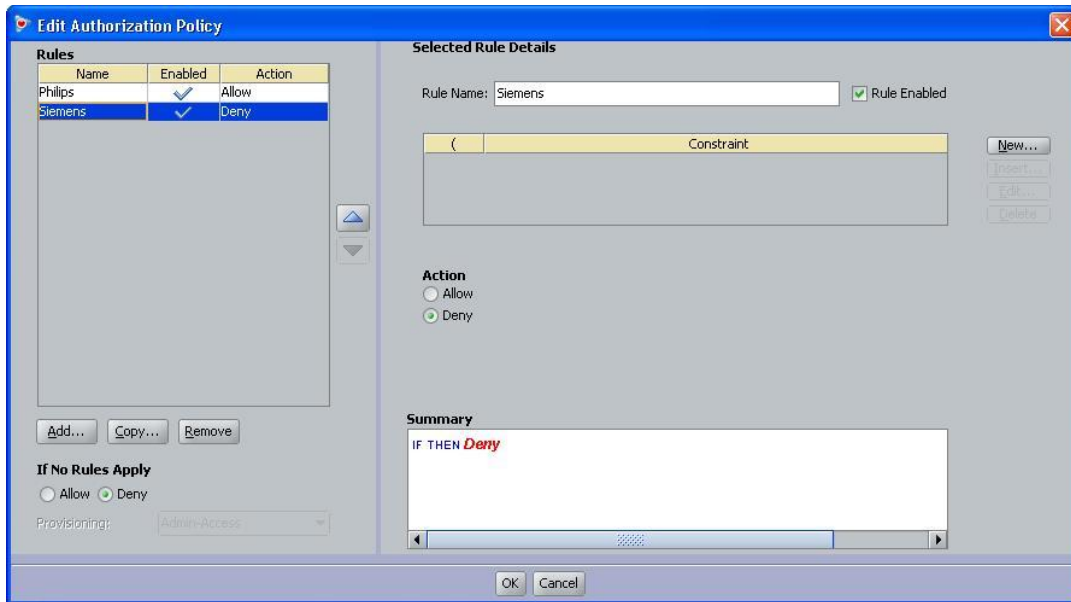 Edit Authorization Policy
Rules
Name Enabled Action
Philips Allow
Siemens Deny
Add... Copy... Remove
If No Rules Apply
Allow Deny
Provisioning: Admin-Access
Selected Rule Details
Rule Name: Siemens Rule Enabled
( Constraint
New...
Insert...
Edit...
Delete
Action
Allow
Deny
Summary
IF THEN Deny
OK Cancel